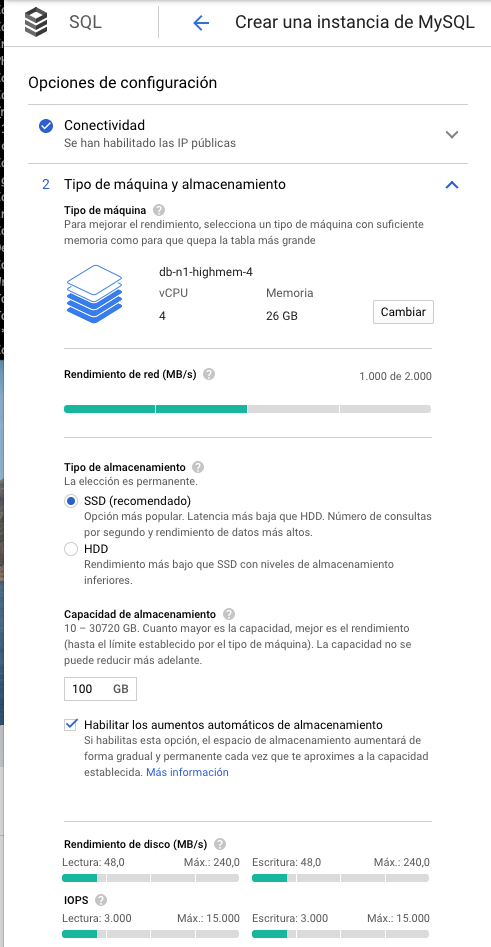 SQL
Crear una instancia de MySQL
Opciones de configuración
Conectividad
Se han habilitado las IP públicas
2 Tipo de máquina y almacenamiento
Tipo de máquina ?
Para mejorar el rendimiento, selecciona un tipo de máquina con suficiente
memoria como para que quepa la tabla más grande
db-n1-highmem-4
vCPU Memoria
4 26 GB
Cambiar
Rendimiento de red (MB/s) ? 1.000 de 2.000
Tipo de almacenamiento ?
La elección es permanente.
SSD (recomendado)
Opción más popular. Latencia más baja que HDD. Número de consultas
por segundo y rendimiento de datos más altos.
HDD
Rendimiento más bajo que SSD con niveles de almacenamiento
inferiores.
Capacidad de almacenamiento ?
10 – 30720 GB. Cuanto mayor es la capacidad, mejor es el rendimiento
(hasta el límite establecido por el tipo de máquina). La capacidad no se
puede reducir más adelante.
100 GB
Habilitar los aumentos automáticos de almacenamiento
Si habilitas esta opción, el espacio de almacenamiento aumentará de
forma gradual y permanente cada vez que te aproximes a la capacidad
establecida. Más información
Rendimiento de disco (MB/s) ?
Lectura: 48,0 Máx.: 240,0 Escritura: 48,0 Máx.: 240,0
IOPS ?
Lectura: 3.000 Máx.: 15.000 Escritura: 3.000 Máx.: 15.000